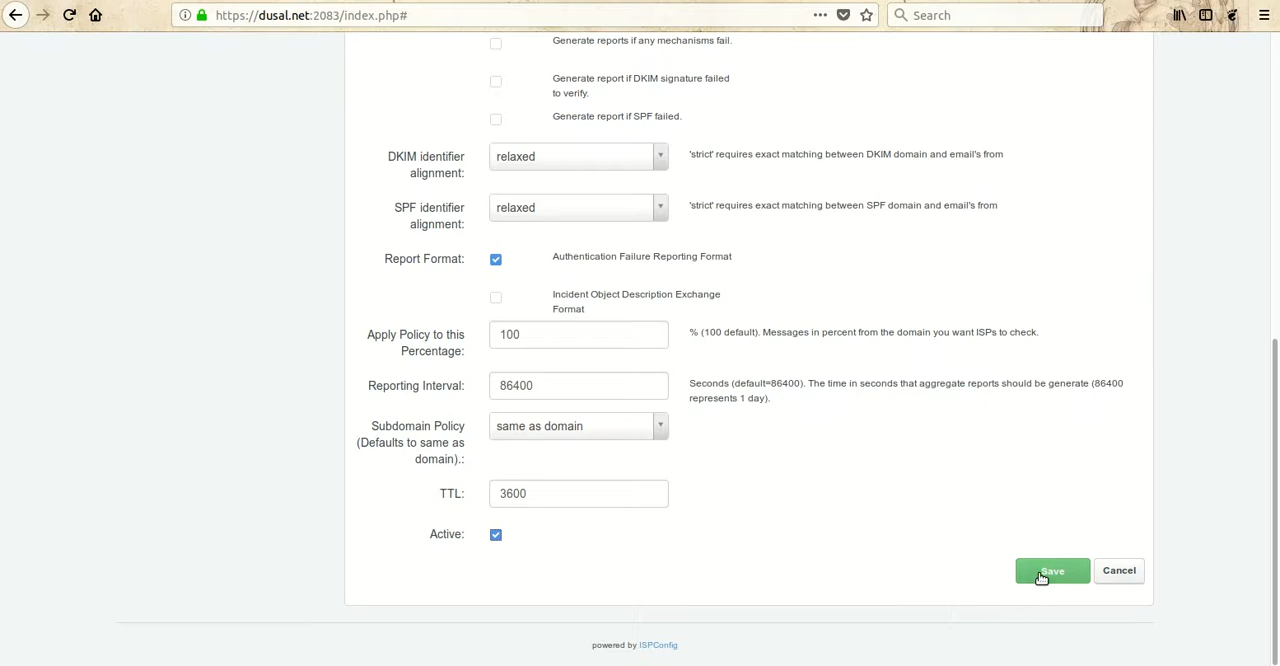 https://dusal.net:2083/index.php#
Search
Generate reports if any mechanisms fail.
Generate report if DKIM signature failed
to verify.
Generate report if SPF failed.
DKIM identifier
alignment:
relaxed
'strict' requires exact matching between DKIM domain and email's from
SPF identifier
alignment:
relaxed
'strict' requires exact matching between SPF domain and email's from
Report Format:
Authentication Failure Reporting Format
Incident Object Description Exchange
Format
Apply Policy to this
Percentage:
100
% (100 default). Messages in percent from the domain you want ISPs to check.
Reporting Interval:
86400
Seconds (default=86400). The time in seconds that aggregate reports should be generate (86400
represents 1 day).
Subdomain Policy
(Defaults to same as
domain).:
same as domain
TTL:
3600
Active:
Save
Cancel
powered by ISPConfig